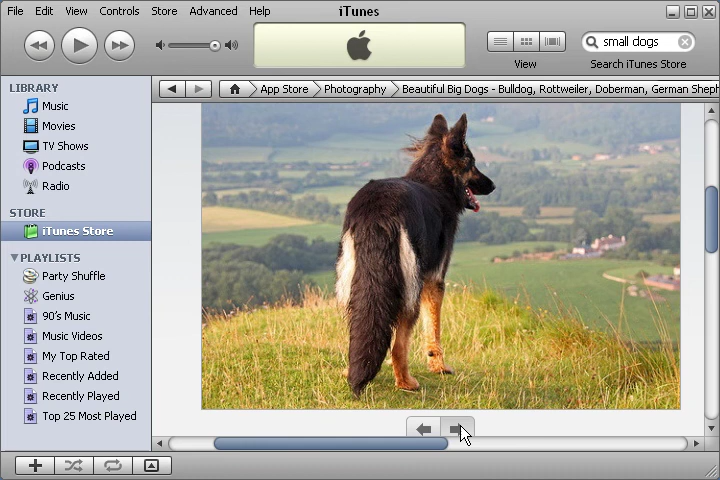 iTunes
File Edit View Controls Store Advanced Help
small dogs
View
Search iTunes Store
App Store
Photography
Beautiful Big Dogs - Bulldog, Rottweiler, Doberman, German Sheph
LIBRARY
Music
Movies
TV Shows
Podcasts
Radio
STORE
iTunes Store
PLAYLISTS
Party Shuffle
Genius
90's Music
Music Videos
My Top Rated
Recently Added
Recently Played
Top 25 Most Played